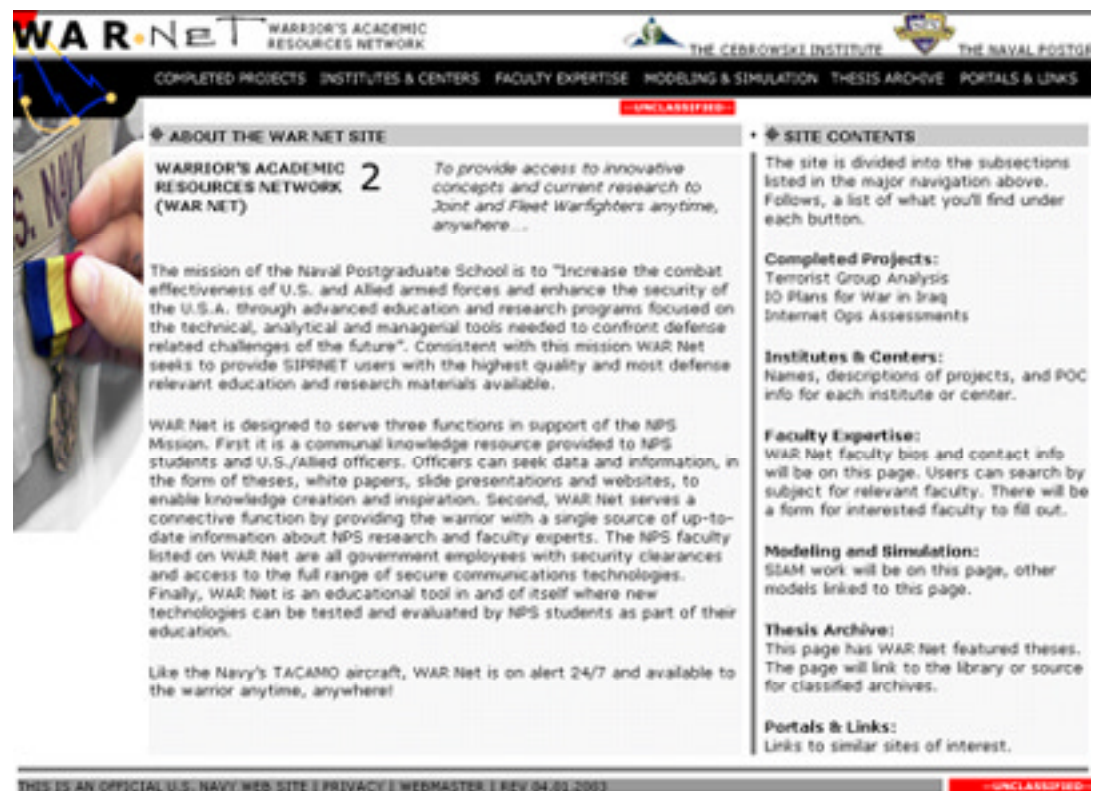 WAR•NET WARRIOR'S ACADEMIC
RESOURCES NETWORK
THE CEBROWSKI INSTITUTE
THE NAVAL POSTGR
COMPLETED PROJECTS INSTITUTES & CENTERS FACULTY EXPERTISE MODELING & SIMULATION THESIS ARCHIVE PORTALS & LINKS
--UNCLASSIFIED--
S. NAVY
ABOUT THE WAR NET SITE
WARRIOR'S ACADEMIC
RESOURCES NETWORK 2
(WAR NET)
To provide access to innovative
concepts and current research to
Joint and Fleet Warfighters anytime,
anywhere...
The mission of the Naval Postgraduate School is to "Increase the combat
effectiveness of U.S. and Allied armed forces and enhance the security of
the U.S.A. through advanced education and research programs focused on
the technical, analytical and managerial tools needed to confront defense
related challenges of the future". Consistent with this mission WAR Net
seeks to provide SIPRNET users with the highest quality and most defense
relevant education and research materials available.
WAR Net is designed to serve three functions in support of the NPS
Mission. First it is a communal knowledge resource provided to NPS
students and U.S./Allied officers. Officers can seek data and information, in
the form of theses, white papers, slide presentations and websites, to
enable knowledge creation and inspiration. Second, WAR Net serves a
connective function by providing the warrior with a single source of up-to-
date information about NPS research and faculty experts. The NPS faculty
listed on WAR Net are all government employees with security clearances
and access to the full range of secure communications technologies.
Finally, WAR Net is an educational tool in and of itself where new
technologies can be tested and evaluated by NPS students as part of their
education.
Like the Navy's TACAMO aircraft, WAR Net is on alert 24/7 and available to
the warrior anytime, anywhere!
SITE CONTENTS
The site is divided into the subsections
listed in the major navigation above.
Follows, a list of what you'll find under
each button.
Completed Projects:
Terrorist Group Analysis
IO Plans for War in Iraq
Internet Ops Assessments
Institutes & Centers:
Names, descriptions of projects, and POC
info for each institute or center.
Faculty Expertise:
WAR Net faculty bios and contact info
will be on this page. Users can search by
subject for relevant faculty. There will be
a form for interested faculty to fill out.
Modeling and Simulation:
SIAM work will be on this page, other
models linked to this page.
Thesis Archive:
This page has WAR Net featured theses.
The page will link to the library or source
for classified archives.
Portals & Links:
Links to similar sites of interest.
THIS IS AN OFFICIAL U.S. NAVY WEB SITE | PRIVACY | WEBMASTER | REV 04.01.2003
--UNCLASSIFIED--